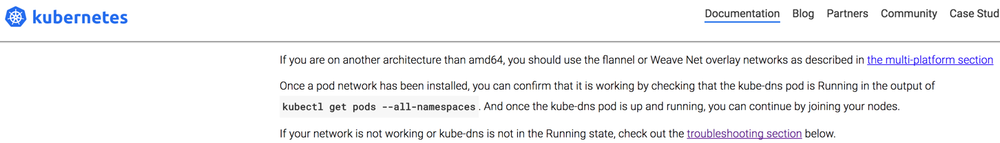 kubernetes
Documentation Blog Partners Community Case Stud
If you are on another architecture than amd64, you should use the flannel or Weave Net overlay networks as described in the multi-platform section
Once a pod network has been installed, you can confirm that it is working by checking that the kube-dns pod is Running in the output of
kubectl get pods --all-namespaces. And once the kube-dns pod is up and running, you can continue by joining your nodes.
If your network is not working or kube-dns is not in the Running state, check out the troubleshooting section below.